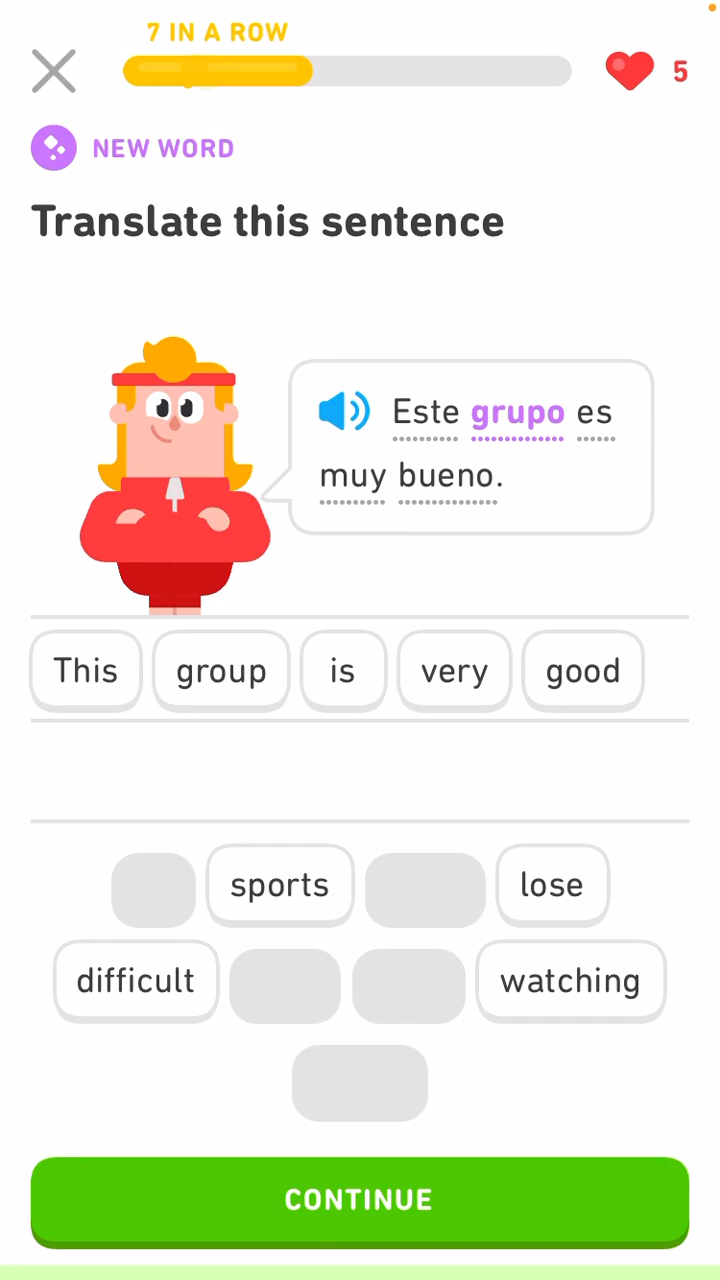 7 IN A ROW
5
NEW WORD
Translate this sentence
Este grupo es
muy bueno.
This group is very good
sports lose
difficult watching
CONTINUE